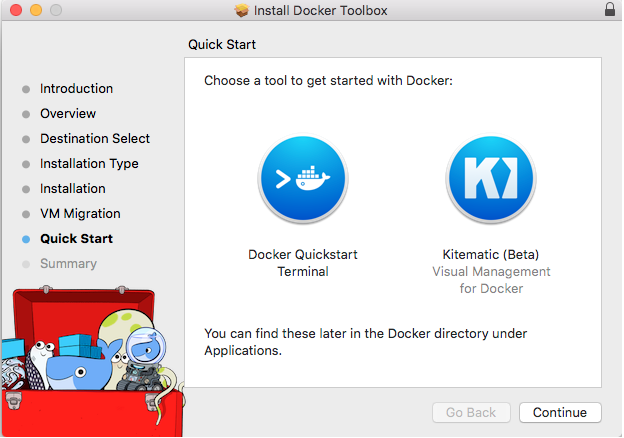 Install Docker Toolbox
Quick Start
Introduction
Overview
Destination Select
Installation Type
Installation
VM Migration
Quick Start
Summary
Choose a tool to get started with Docker:
Docker Quickstart
Terminal
Kitematic (Beta)
Visual Management
for Docker
You can find these later in the Docker directory under
Applications.
Go Back
Continue